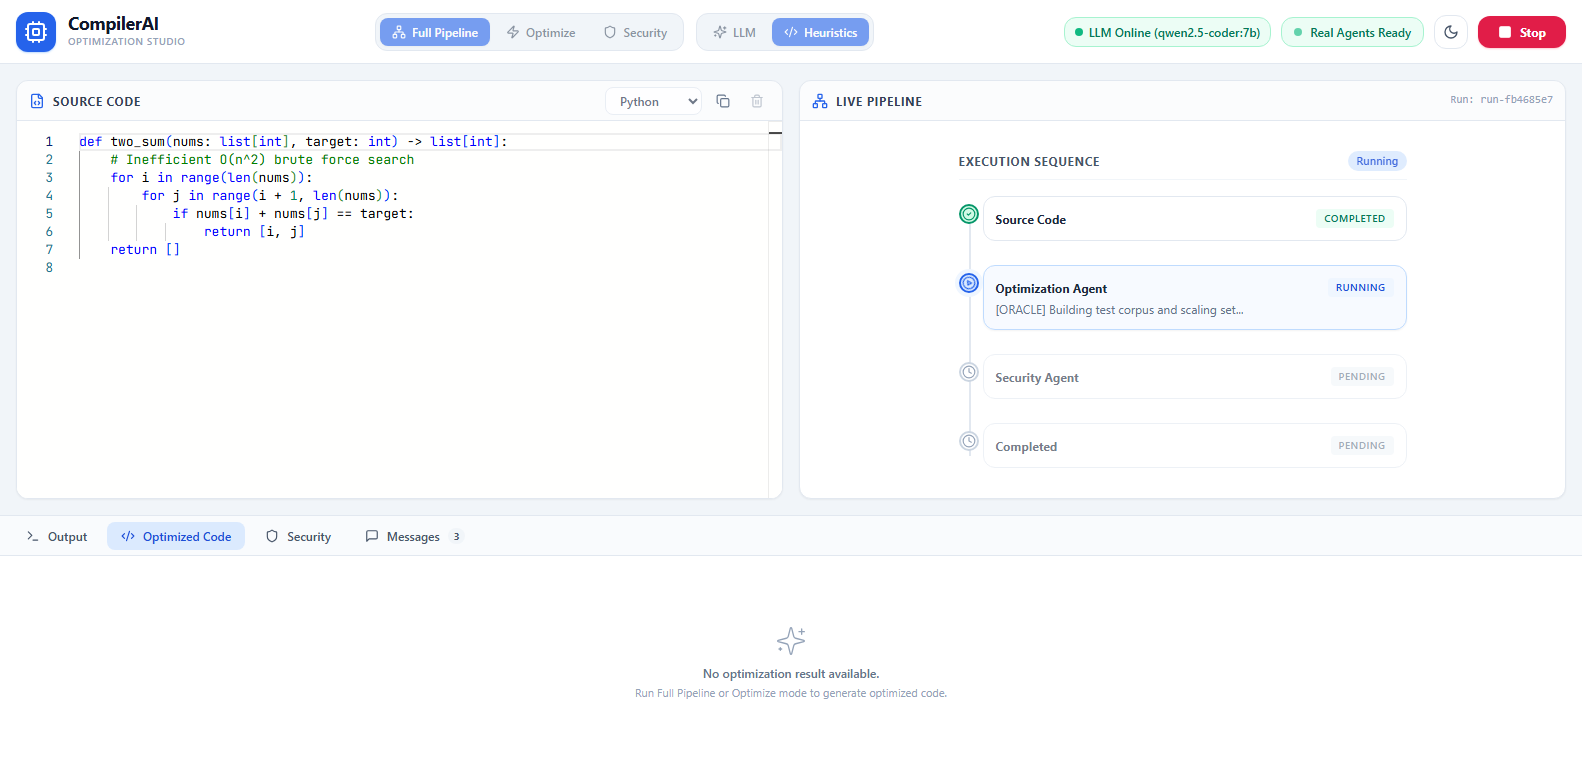 CompilerAI
OPTIMIZATION STUDIO
Full Pipeline
Optimize
Security
LLM
Heuristics
LLM Online (qwen2.5-coder:7b)
Real Agents Ready
Stop
SOURCE CODE
Python
1 def two_sum(nums: list[int], target: int) -> list[int]:
2     # Inefficient O(n^2) brute force search
3     for i in range(len(nums)):
4         for j in range(i + 1, len(nums)):
5             if nums[i] + nums[j] == target:
6                 return [i, j]
7     return []
8
LIVE PIPELINE
Run: run-fb4685e7
EXECUTION SEQUENCE
Running
Source Code
COMPLETED
Optimization Agent
RUNNING
[ORACLE] Building test corpus and scaling set...
Security Agent
PENDING
Completed
PENDING
Output
Optimized Code
Security
Messages 3
No optimization result available.
Run Full Pipeline or Optimize mode to generate optimized code.